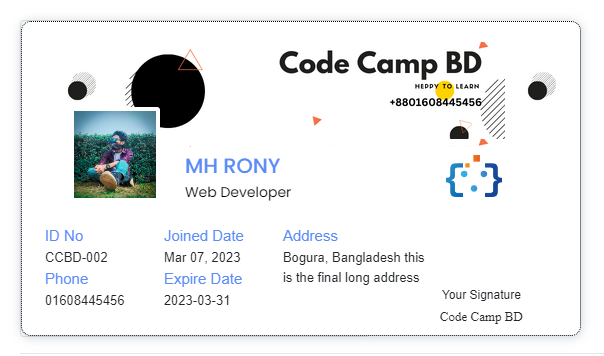 Code Camp BD
HEPPY TO LEARN
+8801608445456
MH RONY
Web Developer
ID No
CCBD-002
Joined Date
Mar 07, 2023
Address
Bogura, Bangladesh this
is the final long address
Phone
01608445456
Expire Date
2023-03-31
Your Signature
Code Camp BD